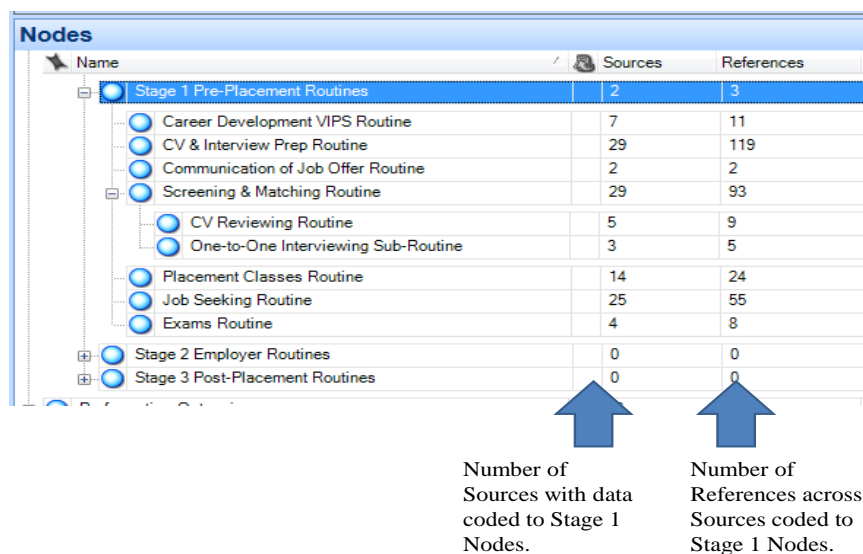 Nodes
Name / Sources References
Stage 1 Pre-Placement Routines 2 3
Career Development VIPS Routine 7 11
CV & Interview Prep Routine 29 119
Communication of Job Offer Routine 2 2
Screening & Matching Routine 29 93
CV Reviewing Routine 5 9
One-to-One Interviewing Sub-Routine 3 5
Placement Classes Routine 14 24
Job Seeking Routine 25 55
Exams Routine 4 8
Stage 2 Employer Routines 0 0
Stage 3 Post-Placement Routines 0 0
Number of
Sources with data
coded to Stage 1
Nodes.
Number of
References across
Sources coded to
Stage 1 Nodes.